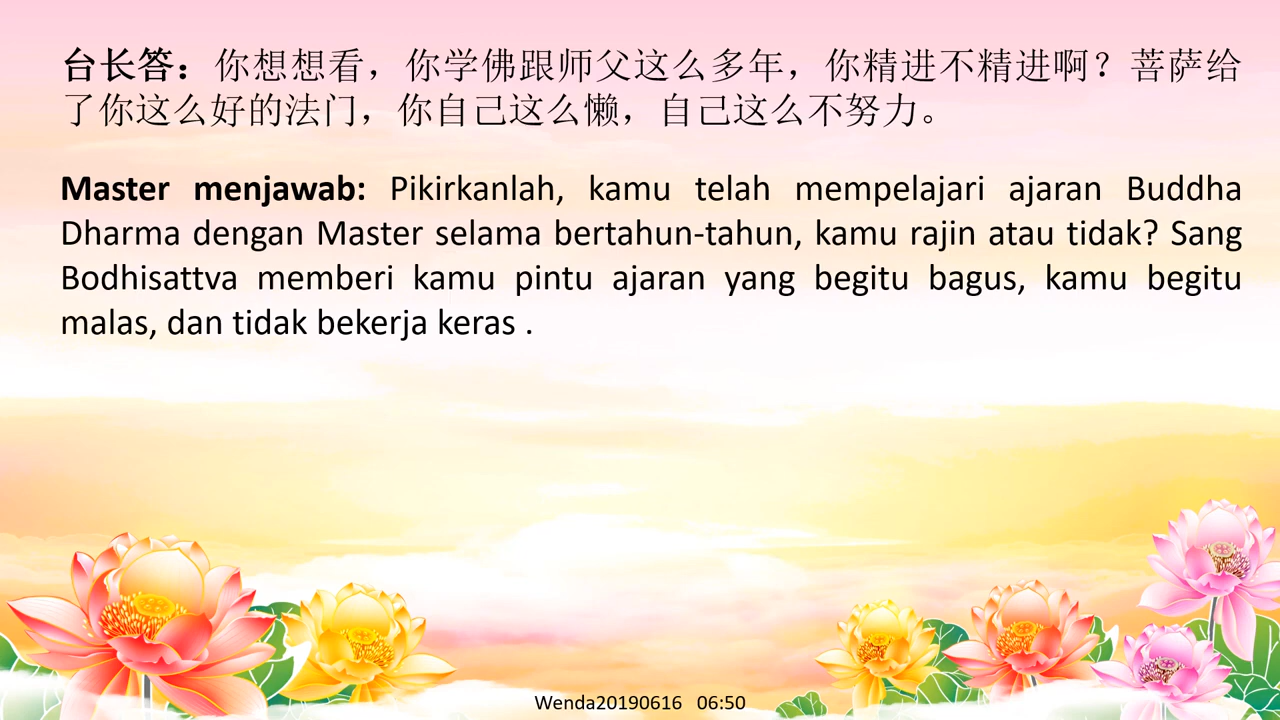 台长答：你想想看，你学佛跟师父这么多年，你精进不精进啊？菩萨给
了你这么好的法门，你自己这么懒，自己这么不努力。
Master menjawab: Pikirkanlah, kamu telah mempelajari ajaran Buddha
Dharma dengan Master selama bertahun-tahun, kamu rajin atau tidak? Sang
Bodhisattva memberi kamu pintu ajaran yang begitu bagus, kamu begitu
malas, dan tidak bekerja keras .
Wenda20190616 06:50